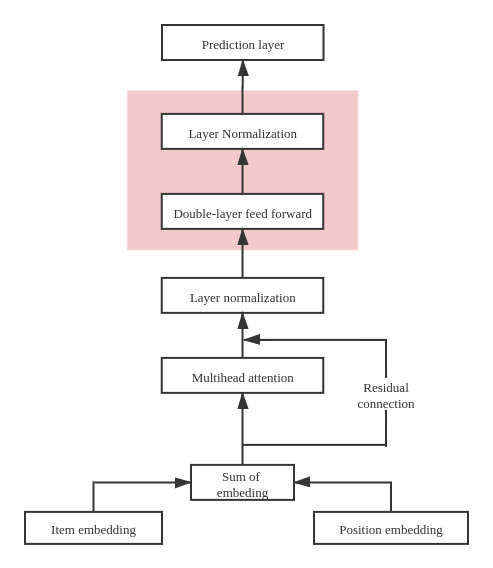 Prediction layer
Layer Normalization
Double-layer feed forward
Layer normalization
Multihead attention
Residual
connection
Sum of
embeding
Item embedding
Position embedding